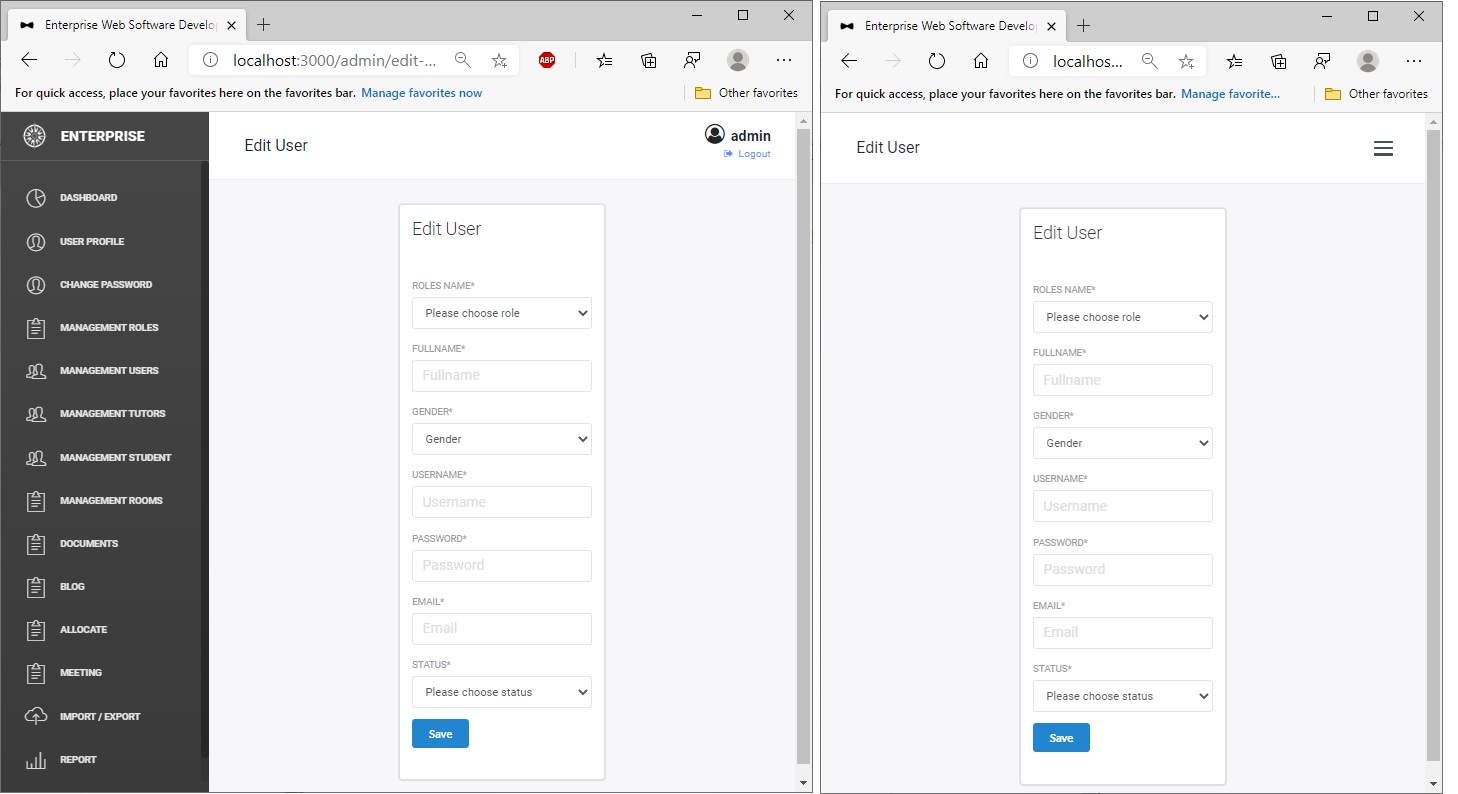 Enterprise Web Software Develo
localhost:3000/admin/edit-...
ABP
For quick access, place your favorites here on the favorites bar. Manage favorites now
Other favorites
ENTERPRISE
DASHBOARD
USER PROFILE
CHANGE PASSWORD
MANAGEMENT ROLES
MANAGEMENT USERS
MANAGEMENT TUTORS
MANAGEMENT STUDENT
MANAGEMENT ROOMS
DOCUMENTS
BLOG
ALLOCATE
MEETING
IMPORT / EXPORT
REPORT
Edit User
admin
Logout
Edit User
ROLES NAME*
Please choose role
FULLNAME*
Fullname
GENDER*
Gender
USERNAME*
Username
PASSWORD*
Password
EMAIL*
Email
STATUS*
Please choose status
Save
Enterprise Web Software Develop
localhos...
For quick access, place your favorites here on the favorites bar. Manage favorite...
Other favorites
Edit User
Edit User
ROLES NAME*
Please choose role
FULLNAME*
Fullname
GENDER*
Gender
USERNAME*
Username
PASSWORD*
Password
EMAIL*
Email
STATUS*
Please choose status
Save